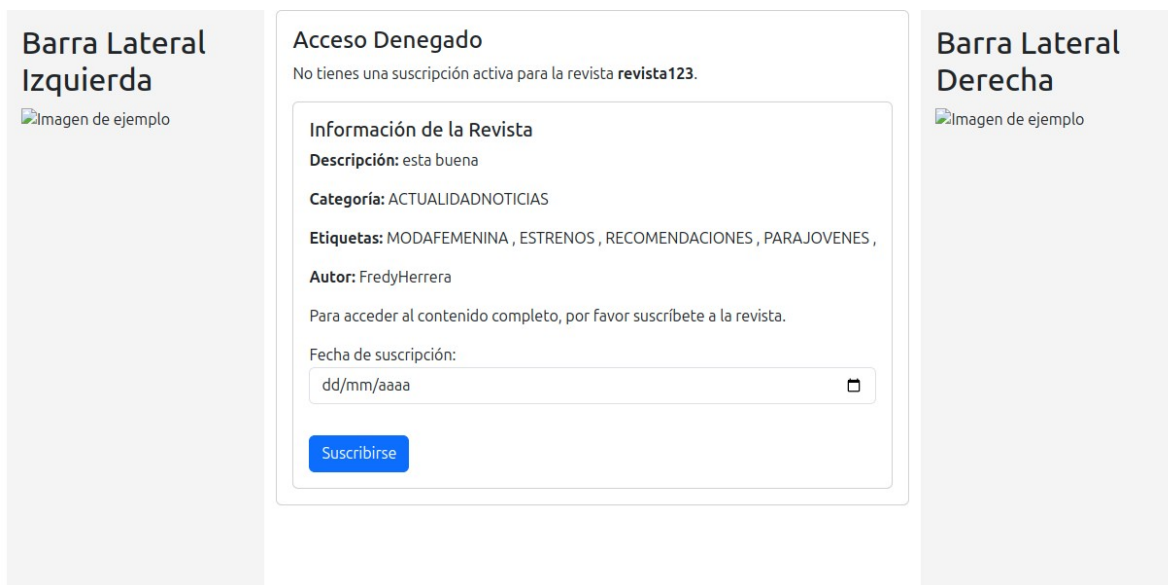 Barra Lateral
Izquierda
Imagen de ejemplo
Acceso Denegado
No tienes una suscripción activa para la revista revista123.
Información de la Revista
Descripción: esta buena
Categoría: ACTUALIDADNOTICIAS
Etiquetas: MODAFEMENINA , ESTRENOS , RECOMENDACIONES , PARAJOVENES ,
Autor: FredyHerrera
Para acceder al contenido completo, por favor suscríbete a la revista.
Fecha de suscripción:
dd/mm/aaaa
Suscribirse
Barra Lateral
Derecha
Imagen de ejemplo